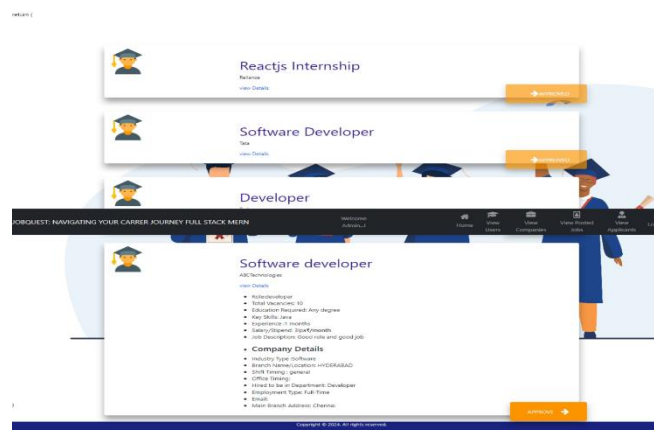 return (
Reactjs Internship
Reliance
view Details
APPROVED
Software Developer
Tata
view Details
APPROVED
Developer
JOBQUEST: NAVIGATING YOUR CARRER JOURNEY FULL STACK MERN
Welcome Admin...!
Home
View Users
View Companies
View Posted Jobs
View Applicants
Software developer
ABCTechnologies
view Details
Role:developer
Total Vacancies: 10
Education Required: Any degree
Key Skills: Java
Experience :1 months
Salary/Stipend: /month
Job Description: Good role and good job
Company Details
Industry Type :Software
Branch Name/Location: HYDERABAD
Shift Timing : general
Office Timing:
Hired to be in Department: Developer
Employment Type: Full-Time
Email:
Main Branch Address: Chennai
)
APPROVE
Copyright © 2024. All rights reserved.